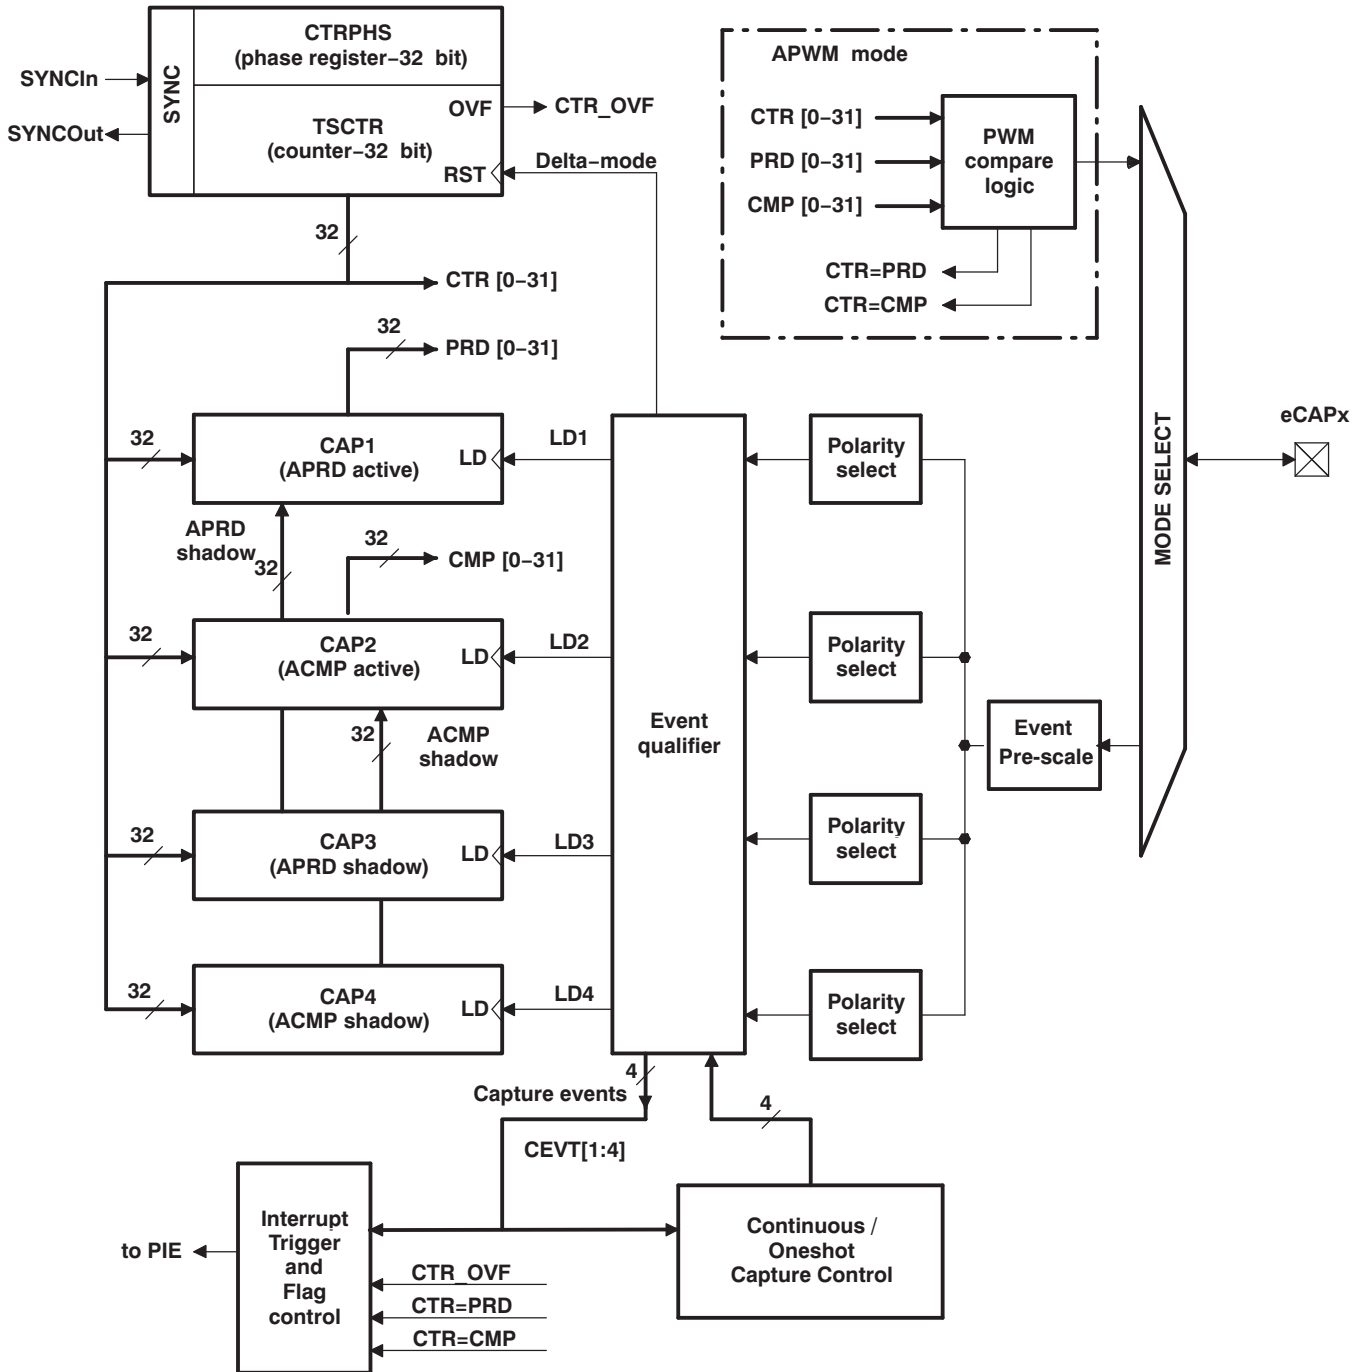 CTRPHS
(phase register−32 bit)
APWM mode
SYNCIn
SYNC
OVF
CTR_OVF
SYNCOut
TSCTR
(counter−32 bit)
RST
Delta−mode
CTR [0−31]
PRD [0−31]
CMP [0−31]
PWM
compare
logic
CTR=PRD
CTR=CMP
32
CTR [0−31]
32
PRD [0−31]
32
CAP1
(APRD active)
LD
LD1
Polarity
select
eCAPx
MODE SELECT
APRD
shadow
32
32
CMP [0−31]
32
CAP2
(ACMP active)
LD
LD2
Polarity
select
32
ACMP
shadow
Event
qualifier
Event
Pre-scale
32
CAP3
(APRD shadow)
LD
LD3
Polarity
select
32
CAP4
(ACMP shadow)
LD
LD4
Polarity
select
4
Capture events
4
CEVT[1:4]
Interrupt
Trigger
and
Flag
control
to PIE
Continuous /
Oneshot
Capture Control
CTR_OVF
CTR=PRD
CTR=CMP